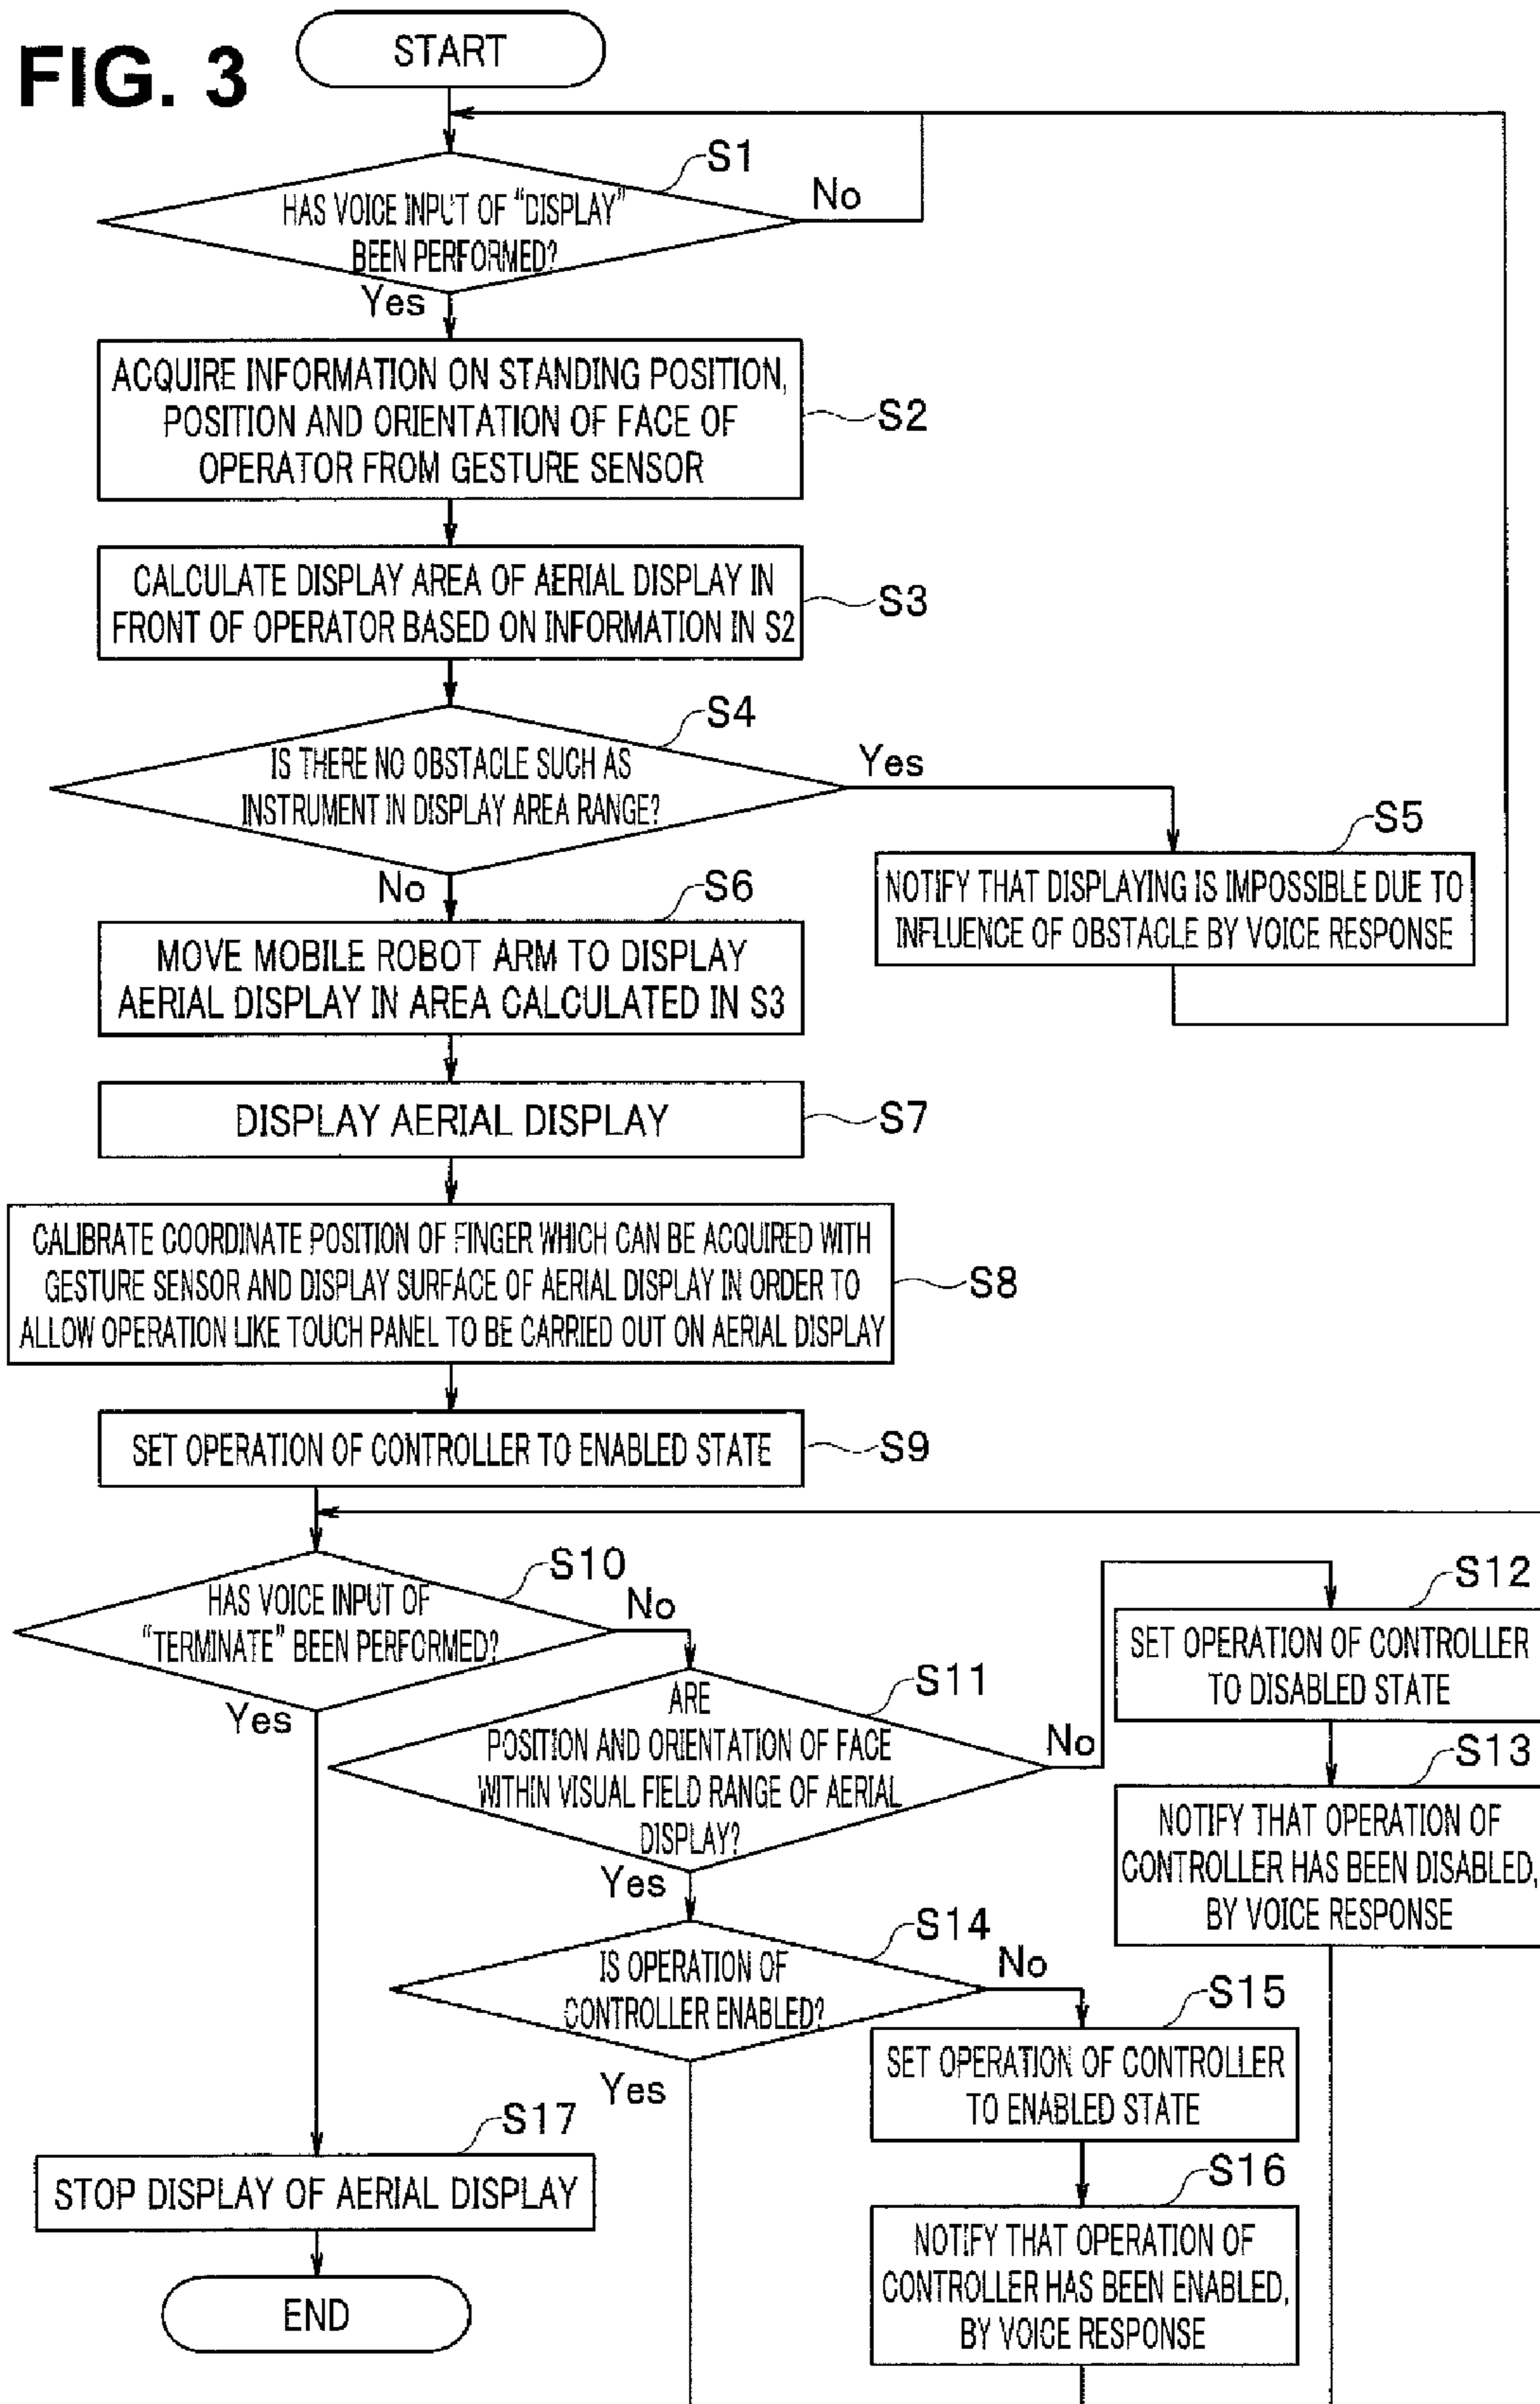 FIG. 3
START
S1
HAS VOICE INPUT OF "DISPLAY"
BEEN PERFORMED?
No
Yes
ACQUIRE INFORMATION ON STANDING POSITION,
POSITION AND ORIENTATION OF FACE OF
OPERATOR FROM GESTURE SENSOR
S2
CALCULATE DISPLAY AREA OF AERIAL DISPLAY IN
FRONT OF OPERATOR BASED ON INFORMATION IN S2
S3
S4
IS THERE NO OBSTACLE SUCH AS
INSTRUMENT IN DISPLAY AREA RANGE?
Yes
No
S5
NOTIFY THAT DISPLAYING IS IMPOSSIBLE DUE TO
INFLUENCE OF OBSTACLE BY VOICE RESPONSE
S6
MOVE MOBILE ROBOT ARM TO DISPLAY
AERIAL DISPLAY IN AREA CALCULATED IN S3
DISPLAY AERIAL DISPLAY
S7
CALIBRATE COORDINATE POSITION OF FINGER WHICH CAN BE ACQUIRED WITH
GESTURE SENSOR AND DISPLAY SURFACE OF AERIAL DISPLAY IN ORDER TO
ALLOW OPERATION LIKE TOUCH PANEL TO BE CARRIED OUT ON AERIAL DISPLAY
S8
SET OPERATION OF CONTROLLER TO ENABLED STATE
S9
S10
HAS VOICE INPUT OF
"TERMINATE" BEEN PERFORMED?
No
Yes
S11
ARE
POSITION AND ORIENTATION OF FACE
WITHIN VISUAL FIELD RANGE OF AERIAL
DISPLAY?
No
Yes
S12
SET OPERATION OF CONTROLLER
TO DISABLED STATE
S13
NOTIFY THAT OPERATION OF
CONTROLLER HAS BEEN DISABLED,
BY VOICE RESPONSE
S14
IS OPERATION OF
CONTROLLER ENABLED?
No
Yes
S15
SET OPERATION OF CONTROLLER
TO ENABLED STATE
S16
NOTIFY THAT OPERATION OF
CONTROLLER HAS BEEN ENABLED,
BY VOICE RESPONSE
S17
STOP DISPLAY OF AERIAL DISPLAY
END